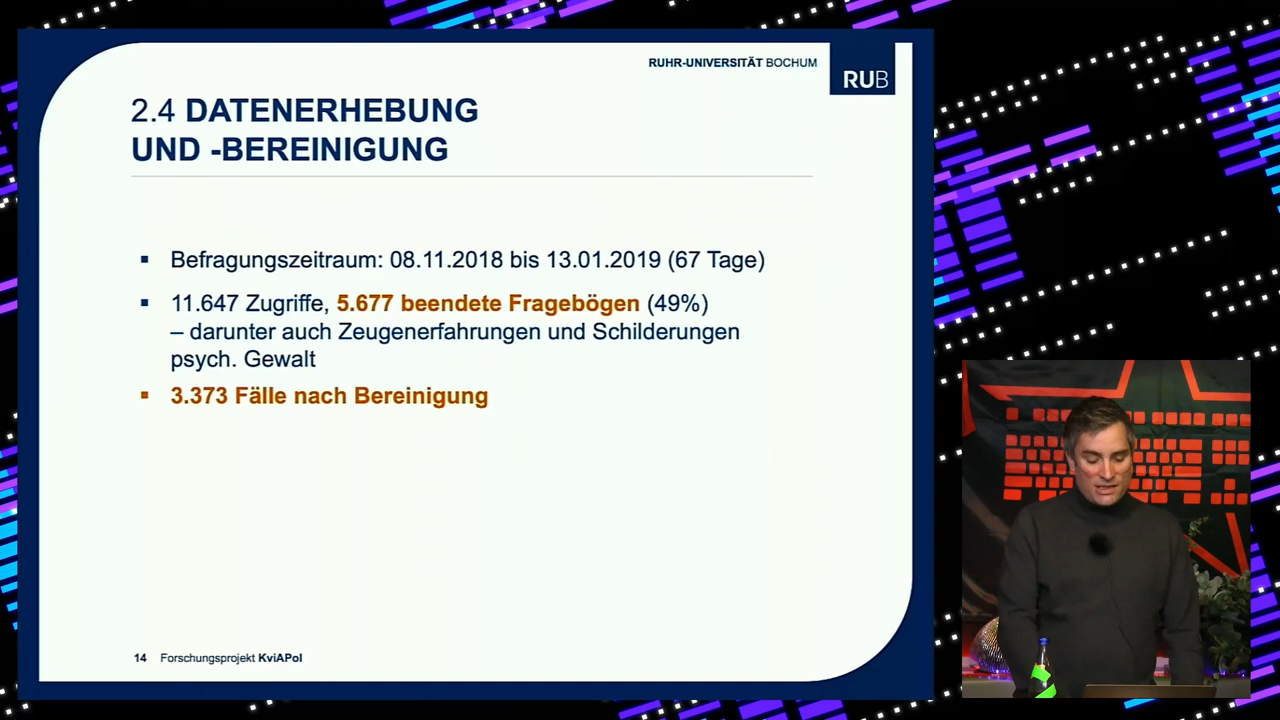 RUHR-UNIVERSITÄT BOCHUM
RUB
2.4 DATENERHEBUNG
UND -BEREINIGUNG
▪ Befragungszeitraum: 08.11.2018 bis 13.01.2019 (67 Tage)
▪ 11.647 Zugriffe, 5.677 beendete Fragebögen (49%)
– darunter auch Zeugenerfahrungen und Schilderungen
psych. Gewalt
▪ 3.373 Fälle nach Bereinigung
14 Forschungsprojekt KviAPol